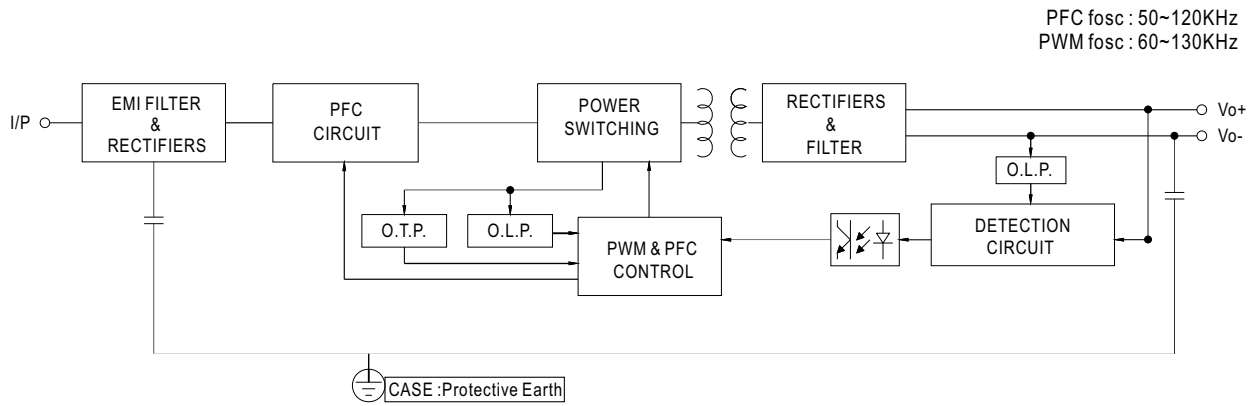 PFC fosc : 50~120KHz
PWM fosc : 60~130KHz
I/P
EMI FILTER
&
RECTIFIERS
PFC
CIRCUIT
POWER
SWITCHING
RECTIFIERS
&
FILTER
Vo+
Vo-
O.L.P.
O.T.P.
O.L.P.
PWM & PFC
CONTROL
DETECTION
CIRCUIT
CASE :Protective Earth